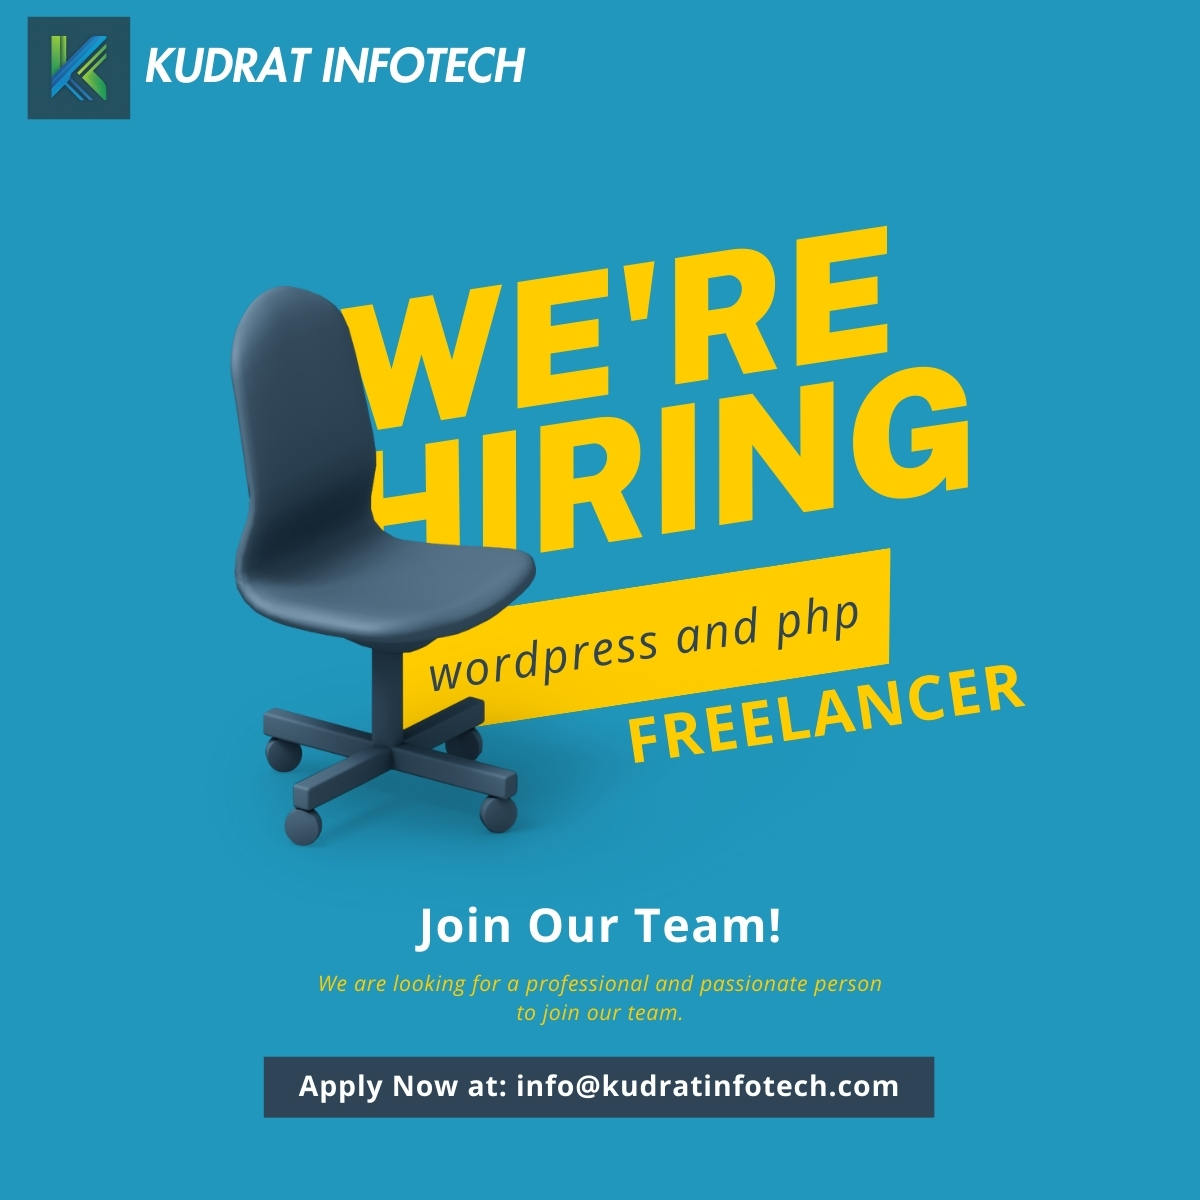 KUDRAT INFOTECH
WE'RE
HIRING
wordpress and php
FREELANCER
Join Our Team!
We are looking for a professional and passionate person
to join our team.
Apply Now at: info@kudratinfotech.com